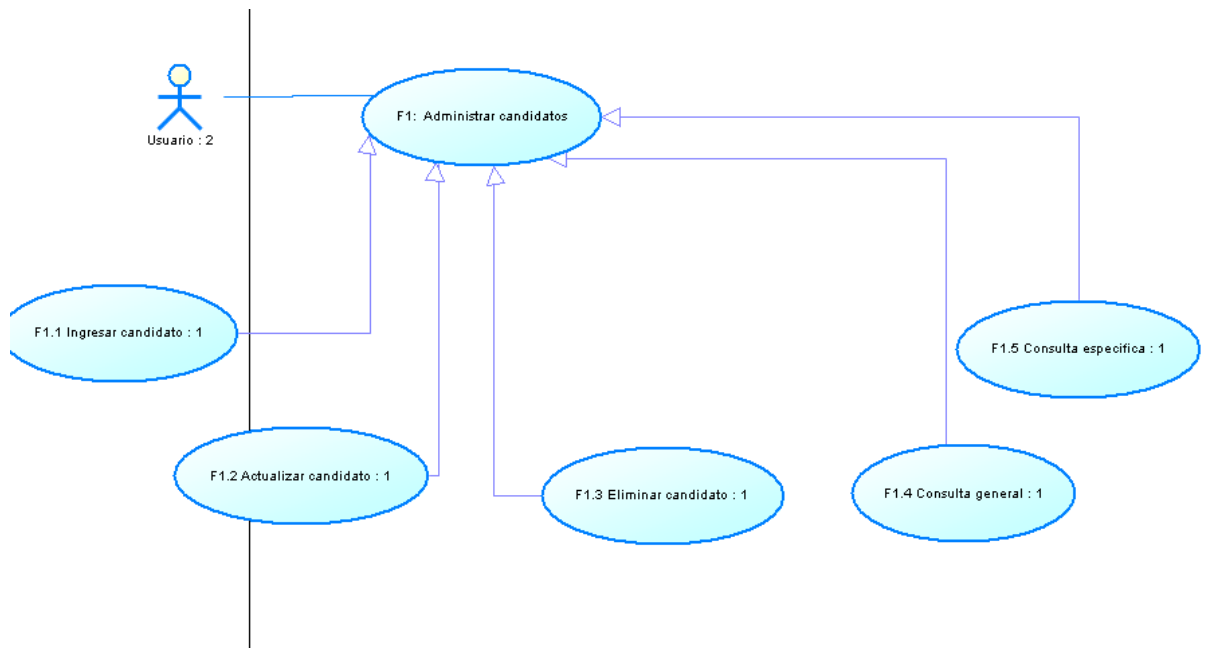 F1: Administrar candidatos
Usuario : 2
F1.1 Ingresar candidato : 1
F1.5 Consulta especifica : 1
F1.2 Actualizar candidato : 1
F1.3 Eliminar candidato : 1
F1.4 Consulta general : 1